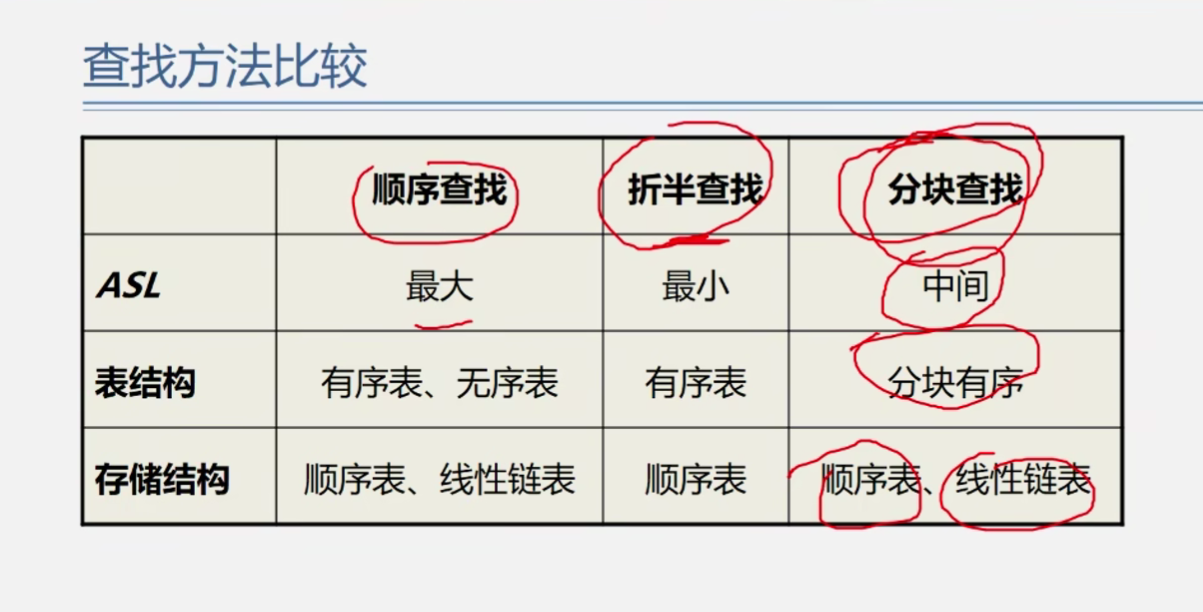 查找方法比较
顺序查找 折半查找 分块查找
ASL 最大 最小 中间
表结构 有序表、无序表 有序表 分块有序
存储结构 顺序表、线性链表 顺序表 顺序表、线性链表